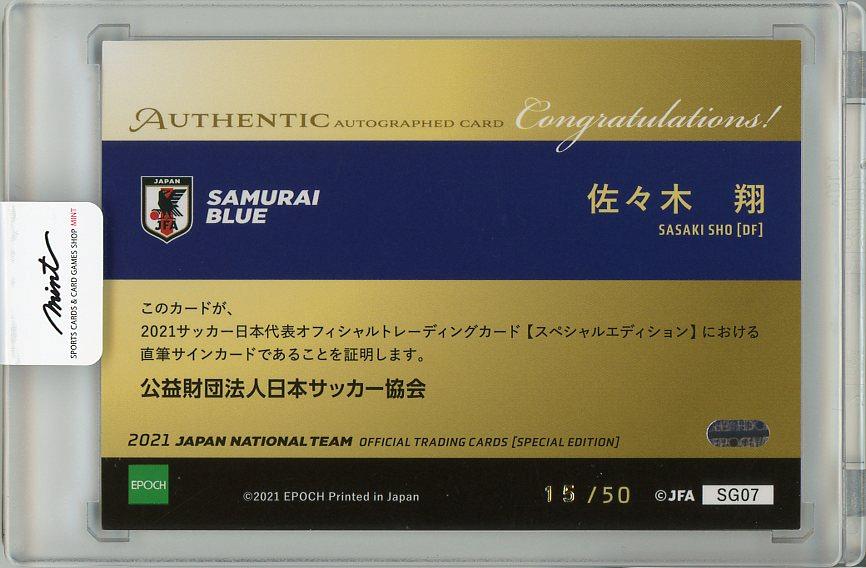 AUTHENTIC AUTOGRAPHED CARD Congratulations!
JAPAN
JFA
SAMURAI
BLUE
佐々木 翔
SASAKI SHO [DF]
mint
SPORTS CARDS & CARD GAMES SHOP MINT
このカードが、
2021サッカー日本代表オフィシャルトレーディングカード【スペシャルエディション】における
直筆サインカードであることを証明します。
公益財団法人日本サッカー協会
2021 JAPAN NATIONAL TEAM OFFICIAL TRADING CARDS [SPECIAL EDITION]
EPOCH
©2021 EPOCH Printed in Japan
15/50
©JFA SG07